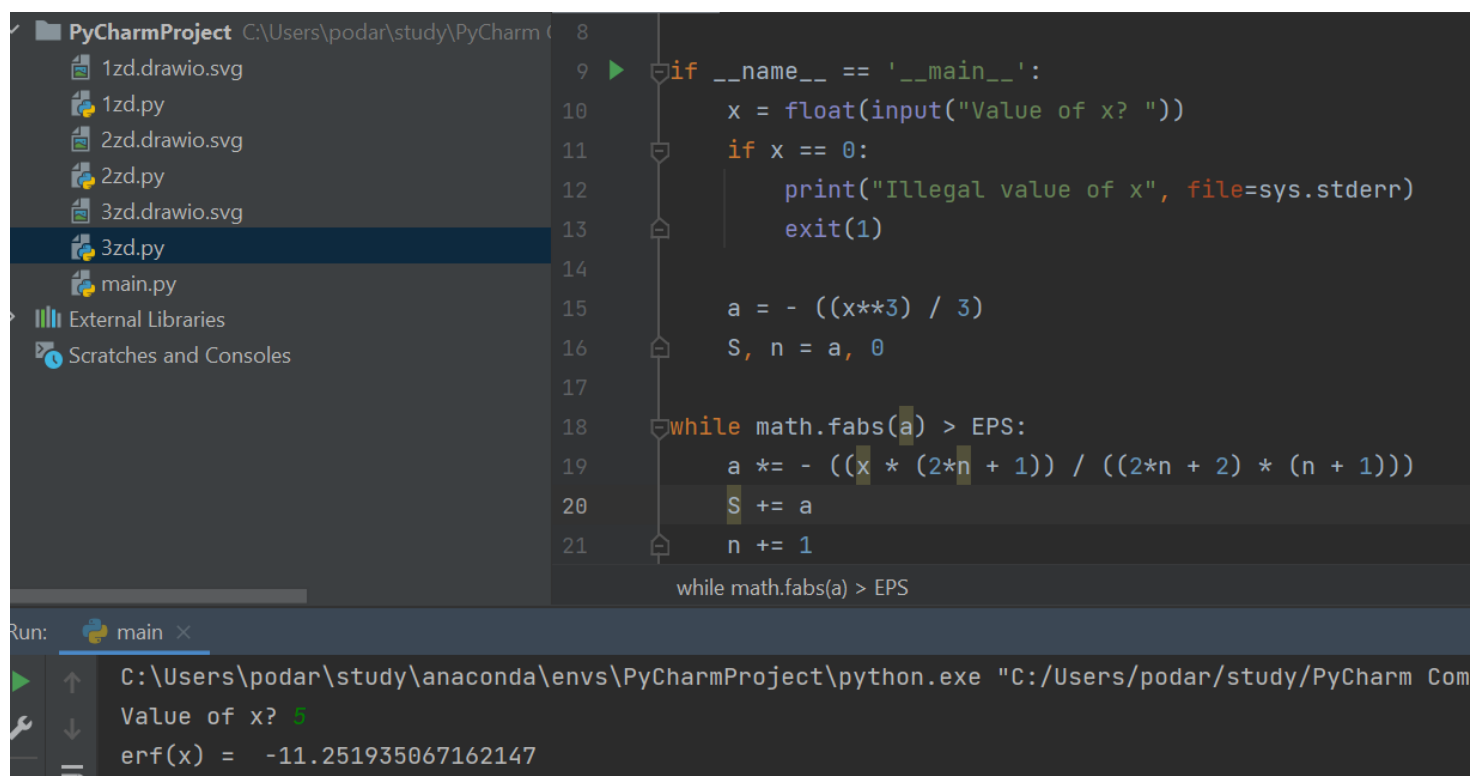 PyCharmProject C:\Users\podar\study\PyCharm C
1zd.drawio.svg
1zd.py
2zd.drawio.svg
2zd.py
3zd.drawio.svg
3zd.py
main.py
External Libraries
Scratches and Consoles
8
9 if __name__ == '__main__':
10 x = float(input("Value of x? "))
11 if x == 0:
12 print("Illegal value of x", file=sys.stderr)
13 exit(1)
14
15 a = - ((x**3) / 3)
16 S, n = a, 0
17
18 while math.fabs(a) > EPS:
19 a *= - ((x * (2*n + 1)) / ((2*n + 2) * (n + 1)))
20 S += a
21 n += 1
while math.fabs(a) > EPS
Run: main
C:\Users\podar\study\anaconda\envs\PyCharmProject\python.exe "C:/Users/podar/study/PyCharm Com
Value of x? 5
erf(x) = -11.251935067162147